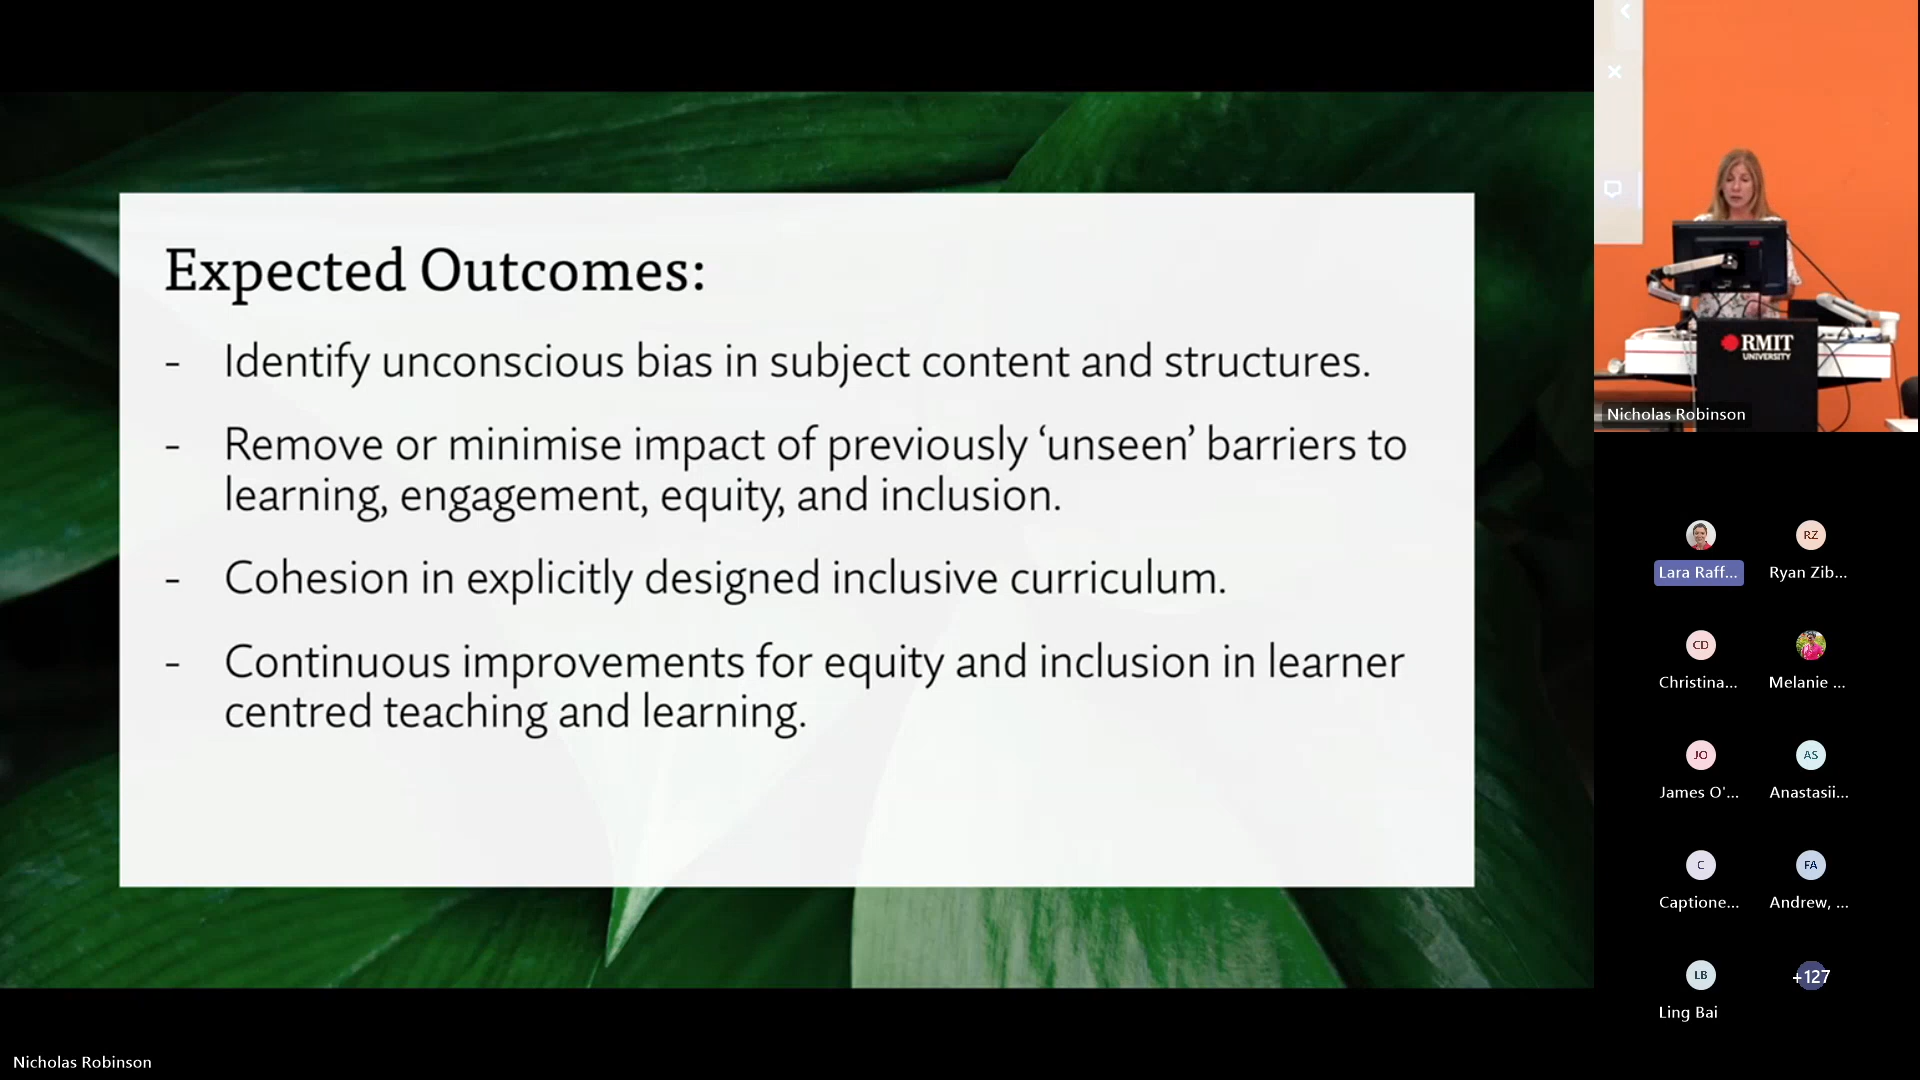 Expected Outcomes:
- Identify unconscious bias in subject content and structures.
- Remove or minimise impact of previously ‘unseen’ barriers to
learning, engagement, equity, and inclusion.
- Cohesion in explicitly designed inclusive curriculum.
- Continuous improvements for equity and inclusion in learner
centred teaching and learning.
RMIT
UNIVERSITY
Nicholas Robinson
Lara Raff...
RZ
Ryan Zib...
CD
Christina...
Melanie ...
JO
James O'...
AS
Anastasii...
C
Captione...
FA
Andrew, ...
LB
Ling Bai
+127
Nicholas Robinson